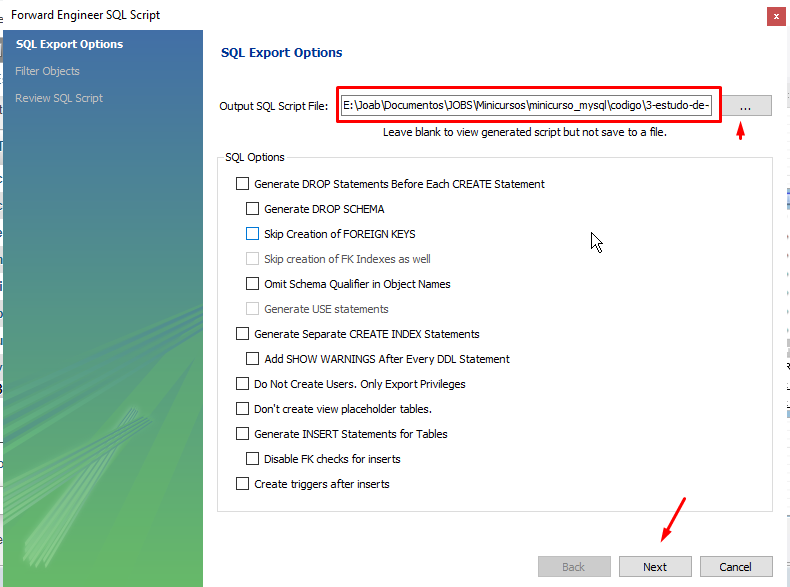 Forward Engineer SQL Script
x
SQL Export Options
Filter Objects
Review SQL Script
SQL Export Options
Output SQL Script File: E:\Joab\Documentos\JOBS\Minicursos\minicurso_mysql\codigo\3-estudo-de- ...
Leave blank to view generated script but not save to a file.
SQL Options
Generate DROP Statements Before Each CREATE Statement
Generate DROP SCHEMA
Skip Creation of FOREIGN KEYS
Skip creation of FK Indexes as well
Omit Schema Qualifier in Object Names
Generate USE statements
Generate Separate CREATE INDEX Statements
Add SHOW WARNINGS After Every DDL Statement
Do Not Create Users. Only Export Privileges
Don't create view placeholder tables.
Generate INSERT Statements for Tables
Disable FK checks for inserts
Create triggers after inserts
Back Next Cancel